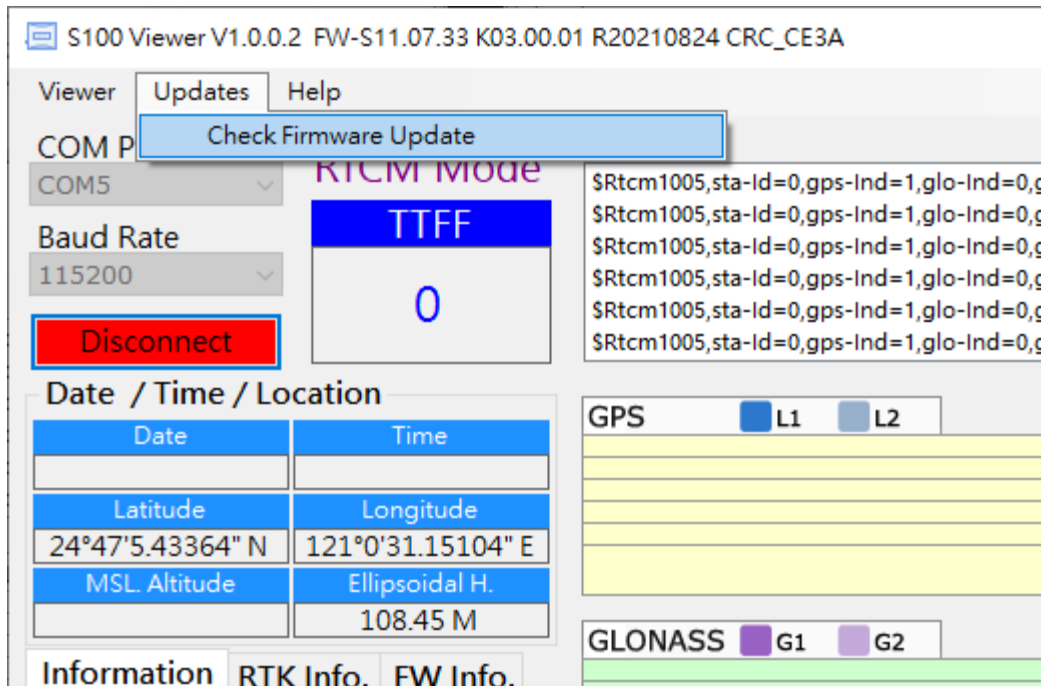 S100 Viewer V1.0.0.2 FW-S11.07.33 K03.00.01 R20210824 CRC_CE3A
Viewer Updates Help
Check Firmware Update
COM P
COM5
Baud Rate
115200
Disconnect
RTCM Mode
TTFF
0
$Rtcm1005,sta-Id=0,gps-Ind=1,glo-Ind=0,g
$Rtcm1005,sta-Id=0,gps-Ind=1,glo-Ind=0,g
$Rtcm1005,sta-Id=0,gps-Ind=1,glo-Ind=0,g
$Rtcm1005,sta-Id=0,gps-Ind=1,glo-Ind=0,g
$Rtcm1005,sta-Id=0,gps-Ind=1,glo-Ind=0,g
$Rtcm1005,sta-Id=0,gps-Ind=1,glo-Ind=0,g
Date / Time / Location
Date Time
Latitude Longitude
24°47'5.43364" N 121°0'31.15104" E
MSL. Altitude Ellipsoidal H.
108.45 M
Information RTK Info. FW Info.
GPS L1 L2
GLONASS G1 G2